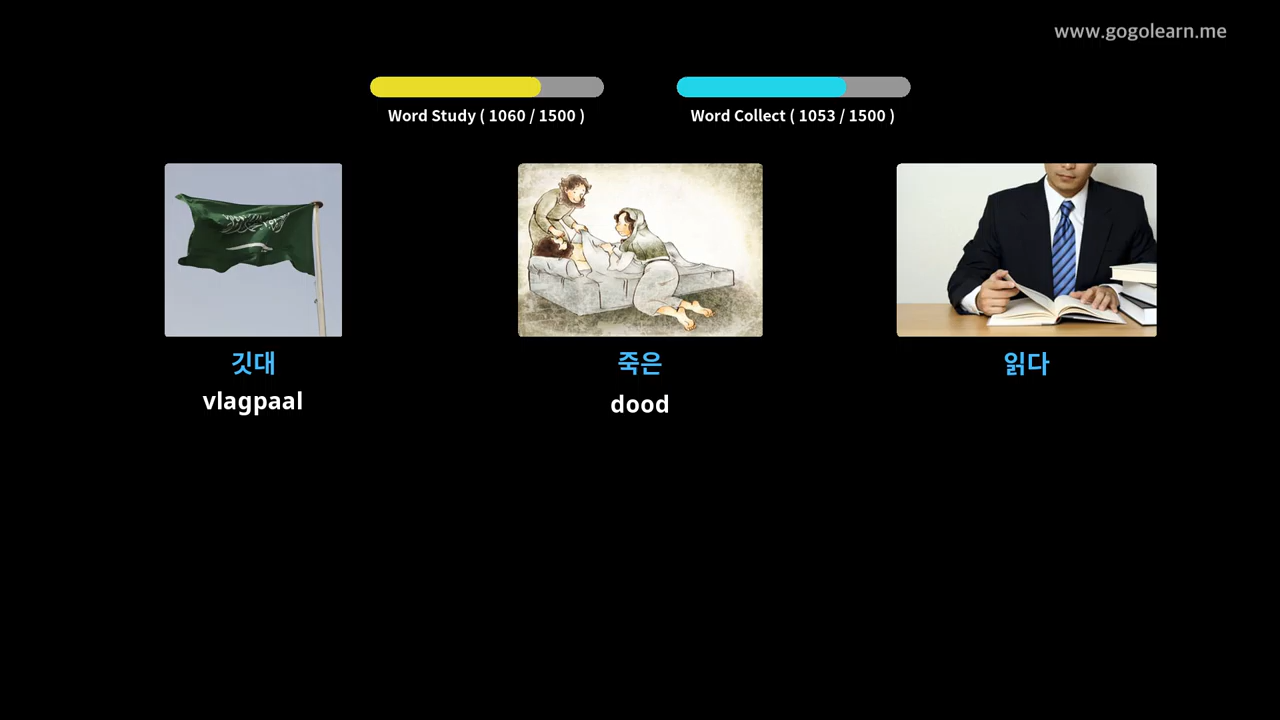 www.gogolearn.me
Word Study ( 1060 / 1500 )
Word Collect ( 1053 / 1500 )
깃대
죽은
읽다
vlagpaal
dood